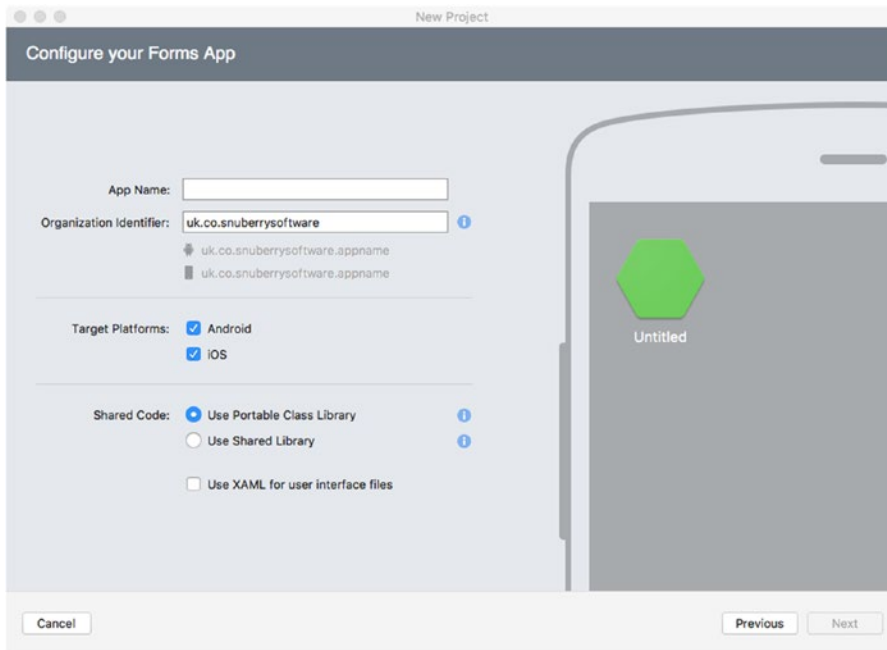 New Project
Configure your Forms App
App Name:
Organization Identifier: uk.co.snuberrysoftware
uk.co.snuberrysoftware.appname
uk.co.snuberrysoftware.appname
Target Platforms: Android
iOS
Shared Code: Use Portable Class Library
Use Shared Library
Use XAML for user interface files
Untitled
Cancel Previous Next